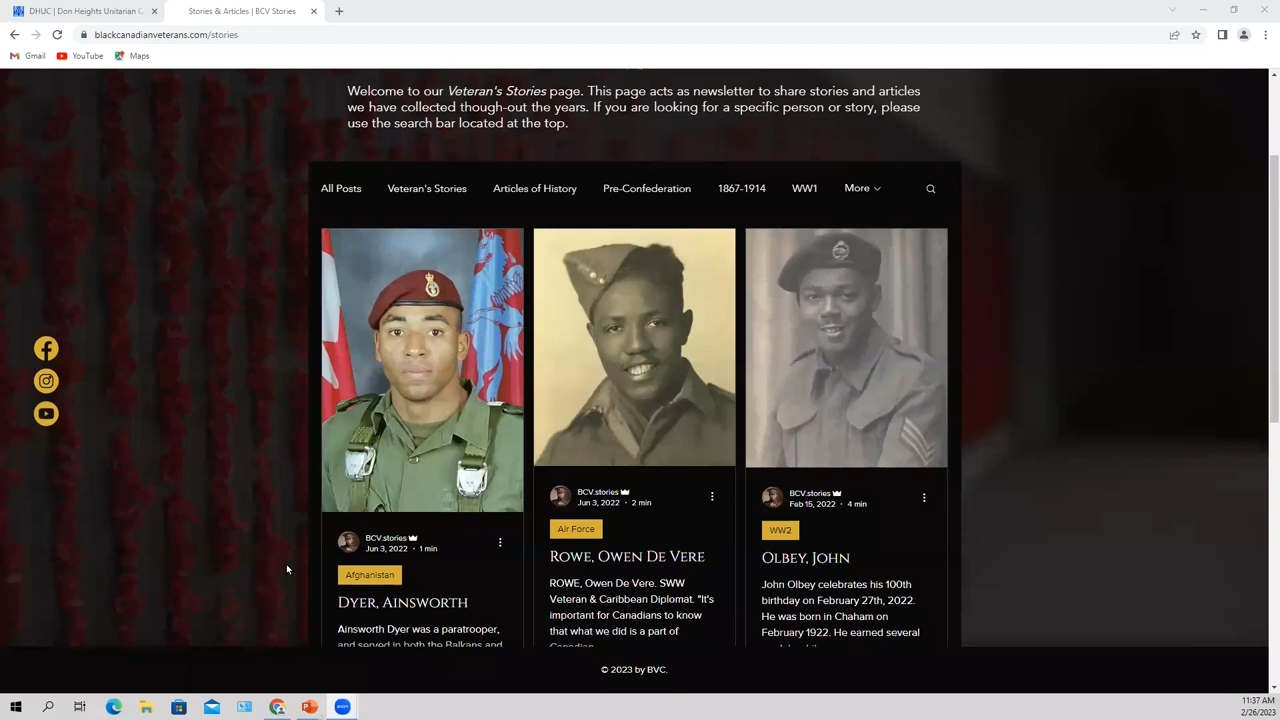 DHUC | Don Heights Unitarian C
Stories & Articles | BCV Stories
blackcanadianveterans.com/stories
Gmail
YouTube
Maps
Welcome to our Veteran's Stories page. This page acts as newsletter to share stories and articles
we have collected though-out the years. If you are looking for a specific person or story, please
use the search bar located at the top.
All Posts
Veteran's Stories
Articles of History
Pre-Confederation
1867-1914
WW1
More
BCV.stories
Jun 3, 2022 · 1 min
Afghanistan
DYER, AINSWORTH
Ainsworth Dyer was a paratrooper,
and served in both the Balkans and
BCV.stories
Jun 3, 2022 · 2 min
Air Force
ROWE, OWEN DE VERE
ROWE, Owen De Vere. SWW
Veteran & Caribbean Diplomat. "It's
important for Canadians to know
that what we did is a part of
Canadian
BCV.stories
Feb 15, 2022 · 4 min
WW2
OLBEY, JOHN
John Olbey celebrates his 100th
birthday on February 27th, 2022.
He was born in Chaham on
February 1922. He earned several
© 2023 by BVC.
zoom
11:37 AM
2/26/2023